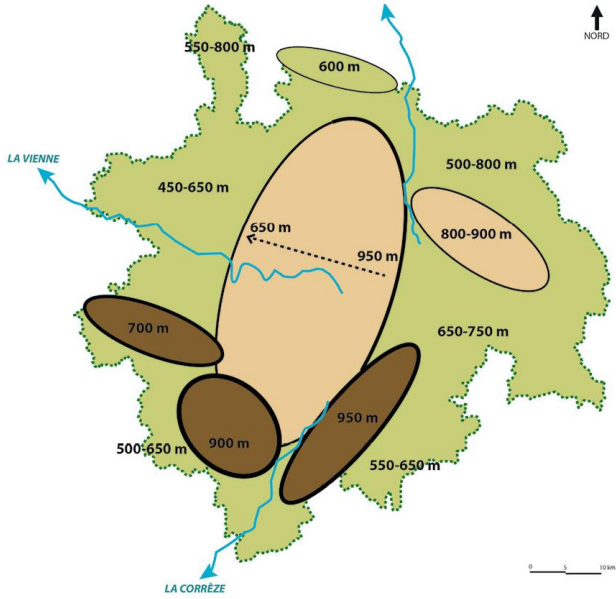 NORD
550-800 m
600 m
LA VIENNE
500-800 m
450-650 m
650 m
800-900 m
950 m
700 m
650-750 m
950 m
900 m
500-650 m
550-650 m
0 5 10 km
LA CORRÈZE